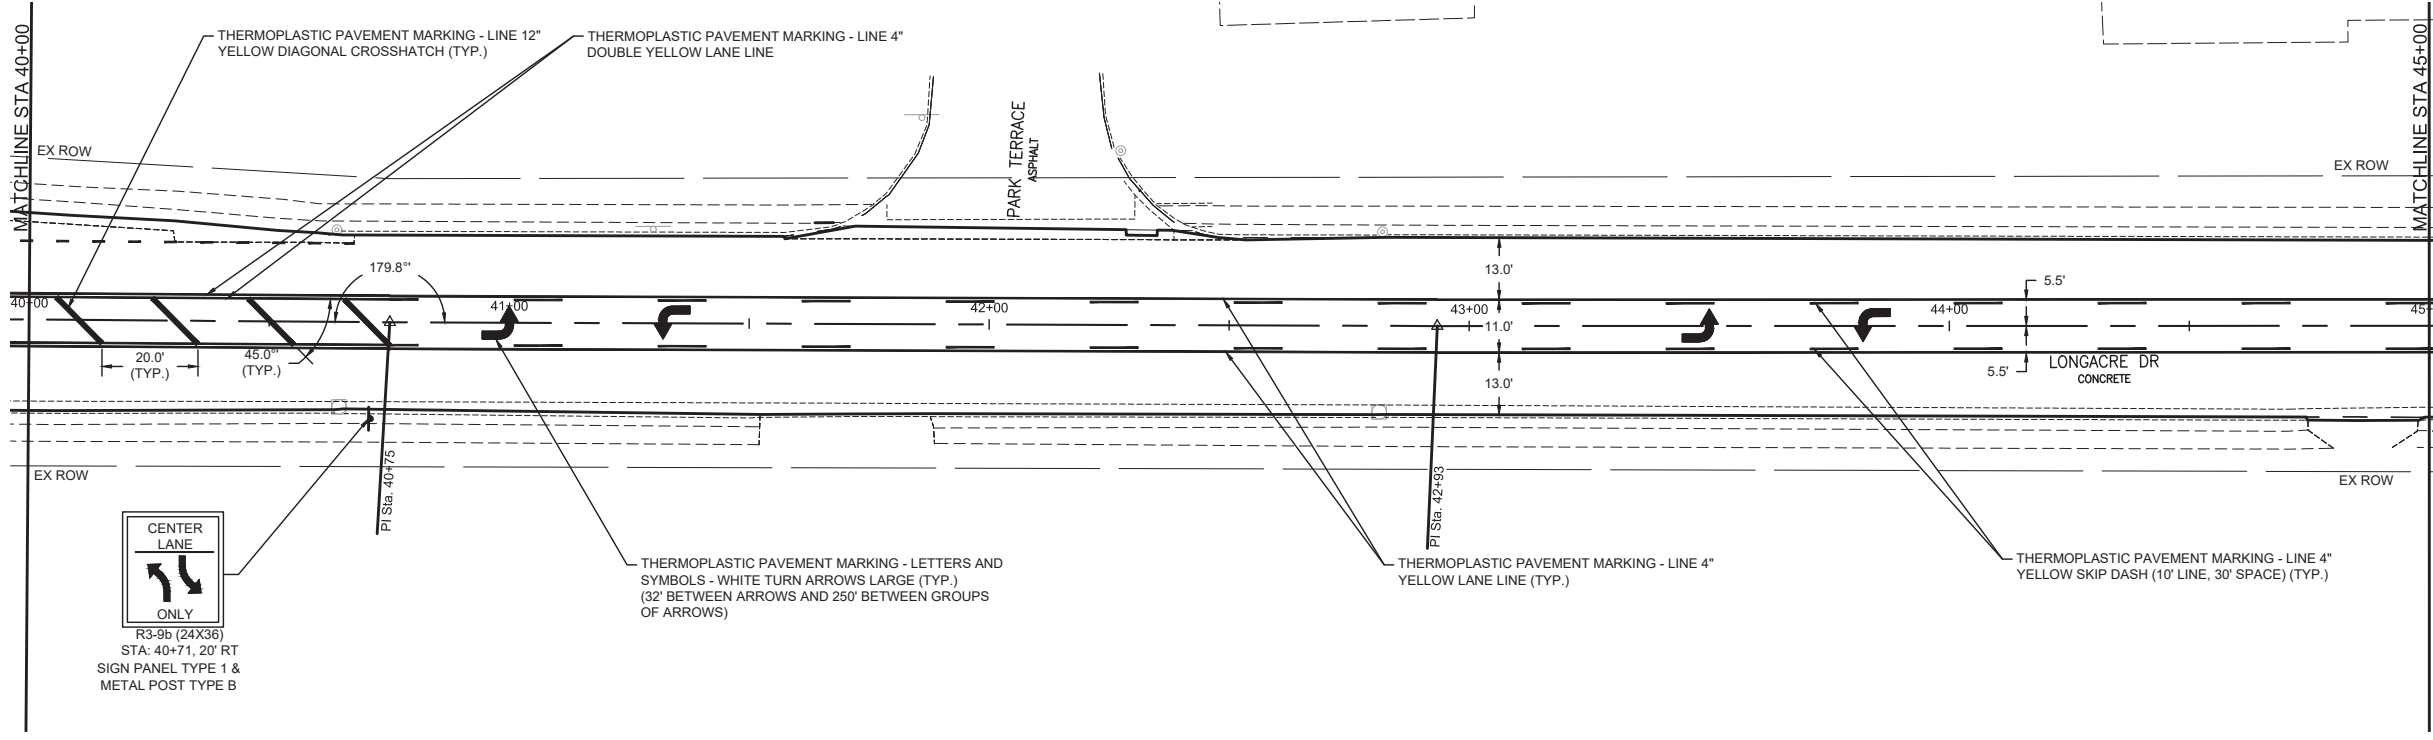 MATCHLINE STA 40+00
THERMOPLASTIC PAVEMENT MARKING - LINE 12"
YELLOW DIAGONAL CROSSHATCH (TYP.)
THERMOPLASTIC PAVEMENT MARKING - LINE 4"
DOUBLE YELLOW LANE LINE
MATCHLINE STA 45+00
EX ROW
PARK TERRACE
ASPHALT
EX ROW
179.8°'
13.0'
5.5'
40+00
41+00
42+00
43+00
44+00
45+
11.0'
20.0'
(TYP.)
45.0°'
(TYP.)
13.0'
5.5'
LONGACRE DR
CONCRETE
EX ROW
PI Sta. 40+75
PI Sta. 42+93
EX ROW
CENTER
LANE
ONLY
R3-9b (24X36)
STA: 40+71, 20' RT
SIGN PANEL TYPE 1 &
METAL POST TYPE B
THERMOPLASTIC PAVEMENT MARKING - LETTERS AND
SYMBOLS - WHITE TURN ARROWS LARGE (TYP.)
(32' BETWEEN ARROWS AND 250' BETWEEN GROUPS
OF ARROWS)
THERMOPLASTIC PAVEMENT MARKING - LINE 4"
YELLOW LANE LINE (TYP.)
THERMOPLASTIC PAVEMENT MARKING - LINE 4"
YELLOW SKIP DASH (10' LINE, 30' SPACE) (TYP.)